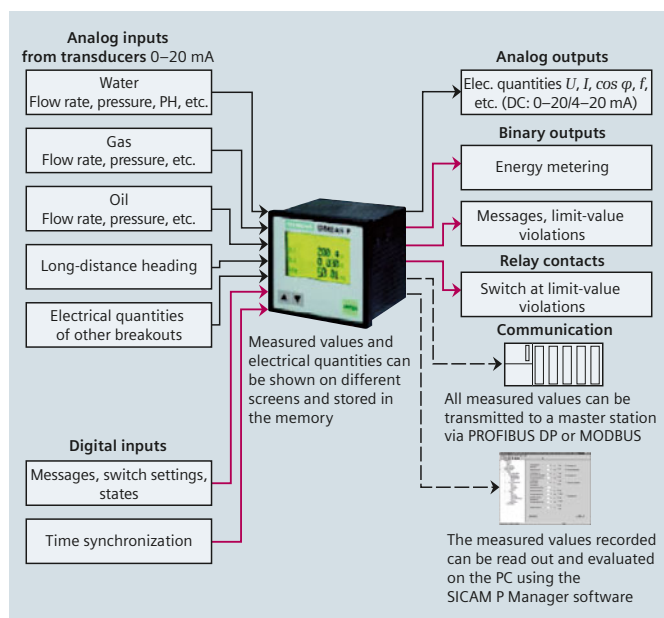 Analog inputs
from transducers 0–20 mA
Water
Flow rate, pressure, PH, etc.
Gas
Flow rate, pressure, etc.
Oil
Flow rate, pressure, etc.
Long-distance heading
Electrical quantities
of other breakouts
Digital inputs
Messages, switch settings,
states
Time synchronization
SIEMENS
SIMEAS P
Measured values and
electrical quantities can
be shown on different
screens and stored in
the memory
Analog outputs
Elec. quantities U, I, cos φ, f,
etc. (DC: 0–20/4–20 mA)
Binary outputs
Energy metering
Messages, limit-value
violations
Relay contacts
Switch at limit-value
violations
Communication
All measured values can be
transmitted to a master station
via PROFIBUS DP or MODBUS
The measured values recorded
can be read out and evaluated
on the PC using the
SICAM P Manager software